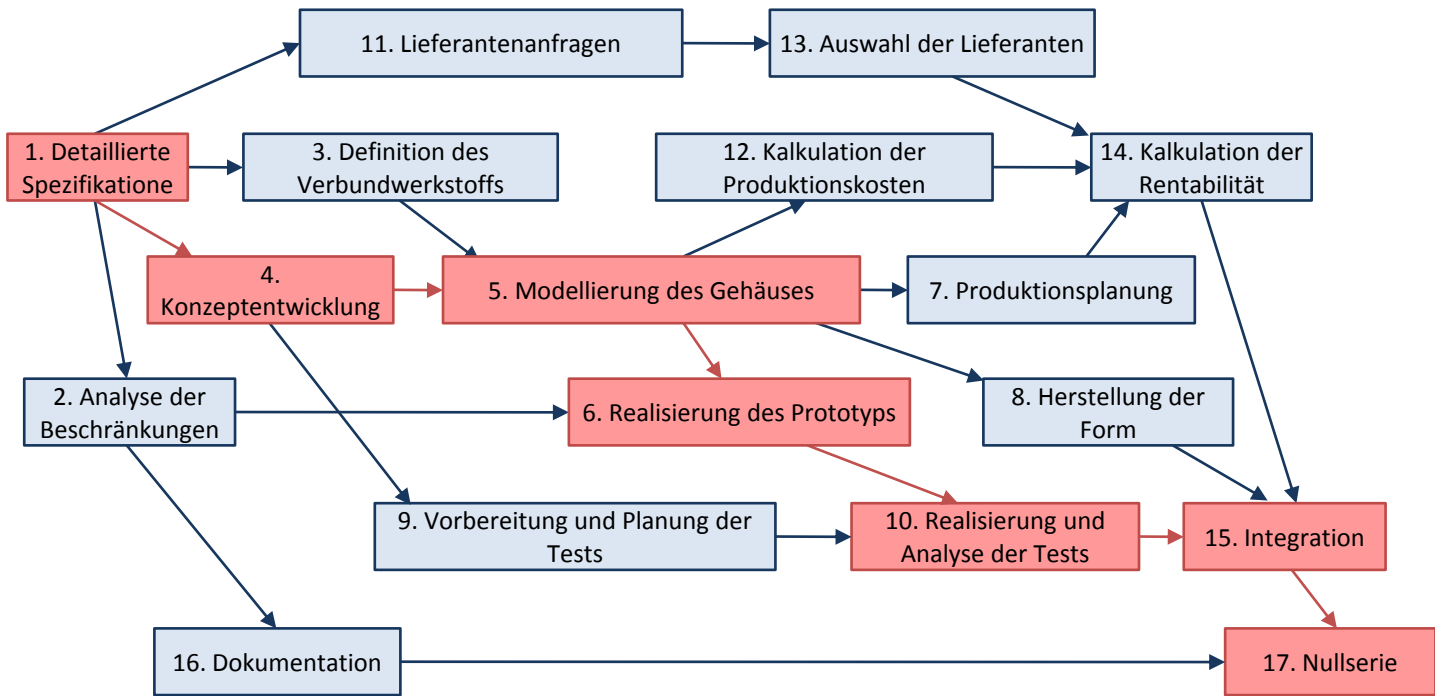 11. Lieferantenanfragen
13. Auswahl der Lieferanten
1. Detaillierte
Spezifikatione
3. Definition des
Verbundwerkstoffs
12. Kalkulation der
Produktionskosten
14. Kalkulation der
Rentabilität
4.
Konzeptentwicklung
5. Modellierung des Gehäuses
7. Produktionsplanung
2. Analyse der
Beschränkungen
6. Realisierung des Prototyps
8. Herstellung der
Form
9. Vorbereitung und Planung der
Tests
10. Realisierung und
Analyse der Tests
15. Integration
16. Dokumentation
17. Nullserie